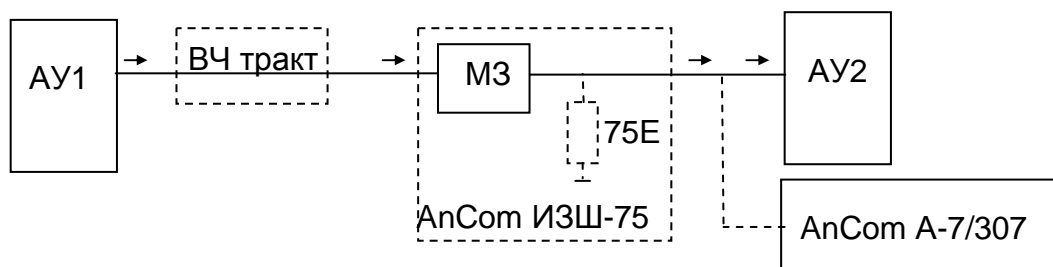 АУ1
ВЧ тракт
МЗ
75Е
AnCom ИЗШ-75
АУ2
AnCom A-7/307